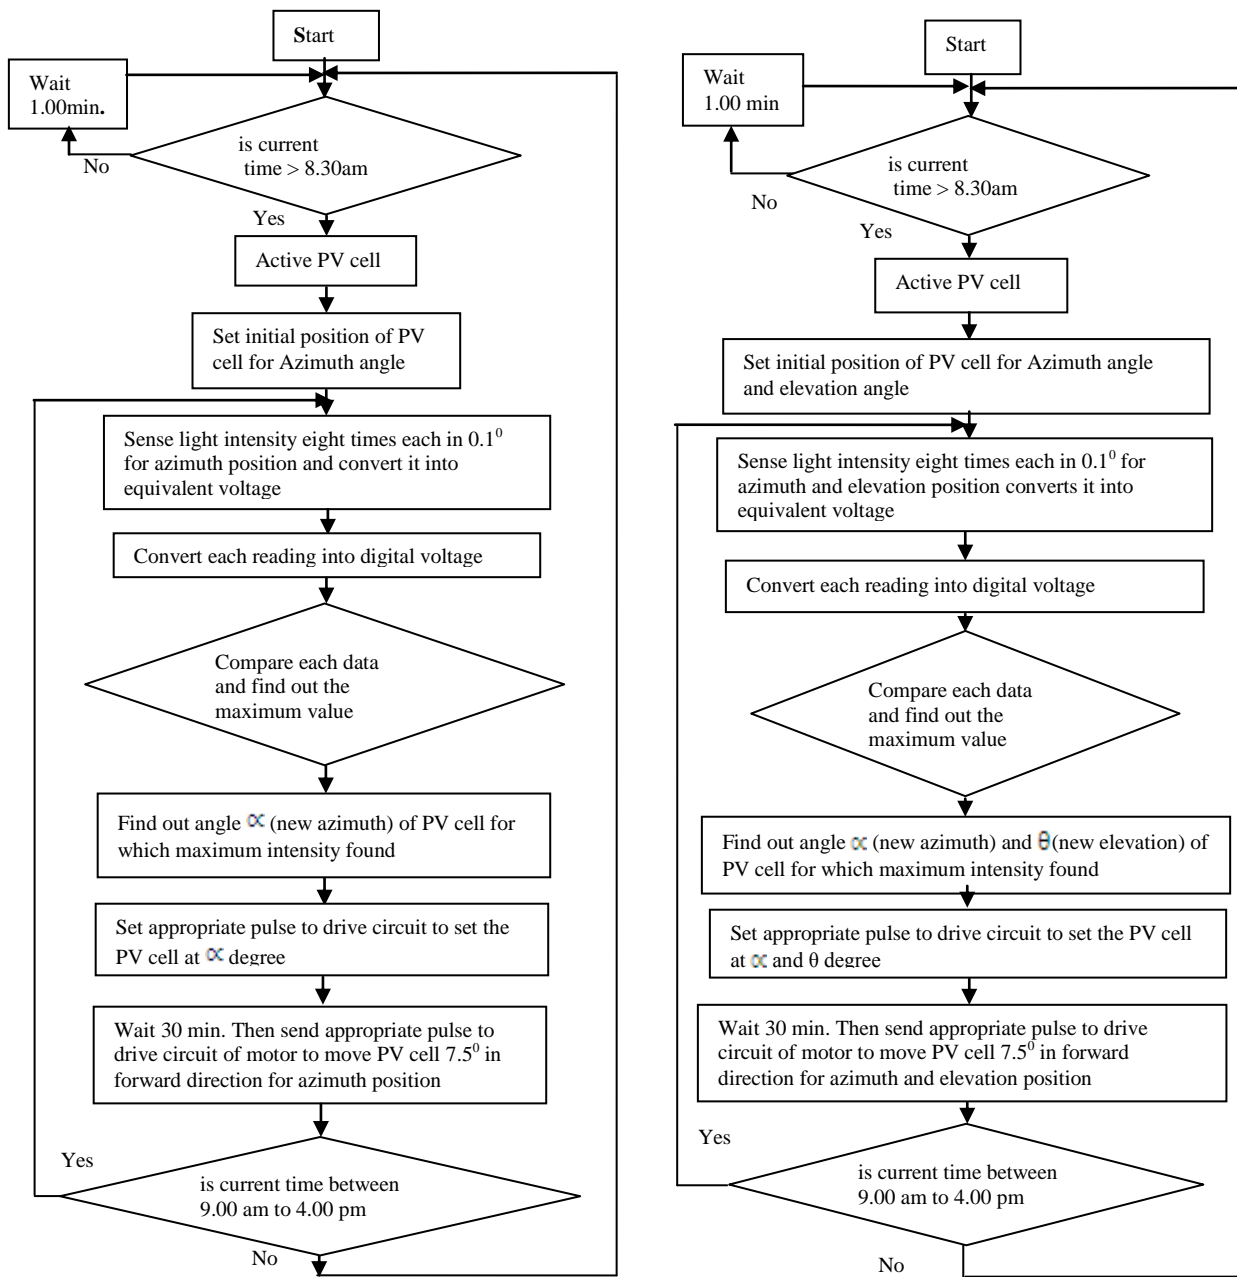 Start
Wait
1.00min.
is current
time > 8.30am
No
Yes
Active PV cell
Set initial position of PV
cell for Azimuth angle
Sense light intensity eight times each in 0.1⁰
for azimuth position and convert it into
equivalent voltage
Convert each reading into digital voltage
Compare each data
and find out the
maximum value
Find out angle ∝ (new azimuth) of PV cell for
which maximum intensity found
Set appropriate pulse to drive circuit to set the
PV cell at ∝ degree
Wait 30 min. Then send appropriate pulse to
drive circuit of motor to move PV cell 7.5⁰ in
forward direction for azimuth position
Yes
is current time between
9.00 am to 4.00 pm
No
Start
Wait
1.00 min
is current
time > 8.30am
No
Yes
Active PV cell
Set initial position of PV cell for Azimuth angle
and elevation angle
Sense light intensity eight times each in 0.1⁰ for
azimuth and elevation position converts it into
equivalent voltage
Convert each reading into digital voltage
Compare each data
and find out the
maximum value
Find out angle ∝ (new azimuth) and θ(new elevation) of
PV cell for which maximum intensity found
Set appropriate pulse to drive circuit to set the PV cell
at ∝ and θ degree
Wait 30 min. Then send appropriate pulse to drive
circuit of motor to move PV cell 7.5⁰ in forward
direction for azimuth and elevation position
Yes
is current time between
9.00 am to 4.00 pm
No